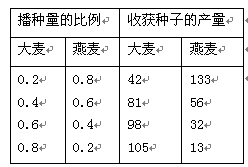 播种量的比例 收获种子的产量
大麦 燕麦 大麦 燕麦
0.2 0.8 42 133
0.4 0.6 81 56
0.6 0.4 98 32
0.8 0.2 105 13